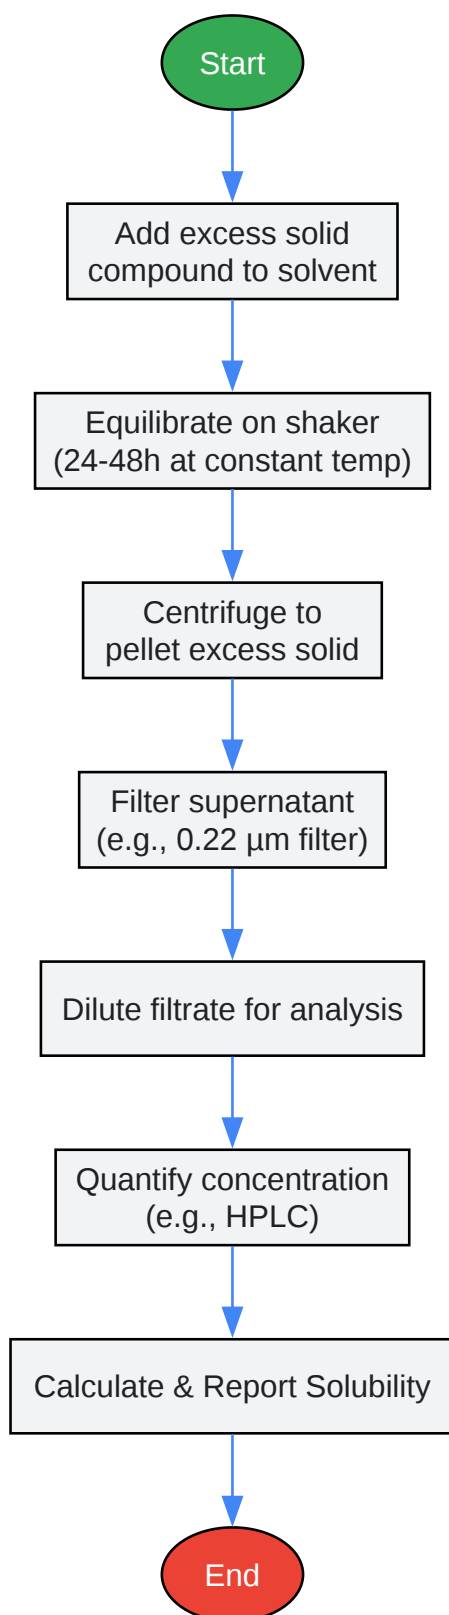 Start
Add excess solid
compound to solvent
Equilibrate on shaker
(24-48h at constant temp)
Centrifuge to
pellet excess solid
Filter supernatant
(e.g., 0.22 µm filter)
Dilute filtrate for analysis
Quantify concentration
(e.g., HPLC)
Calculate & Report Solubility
End